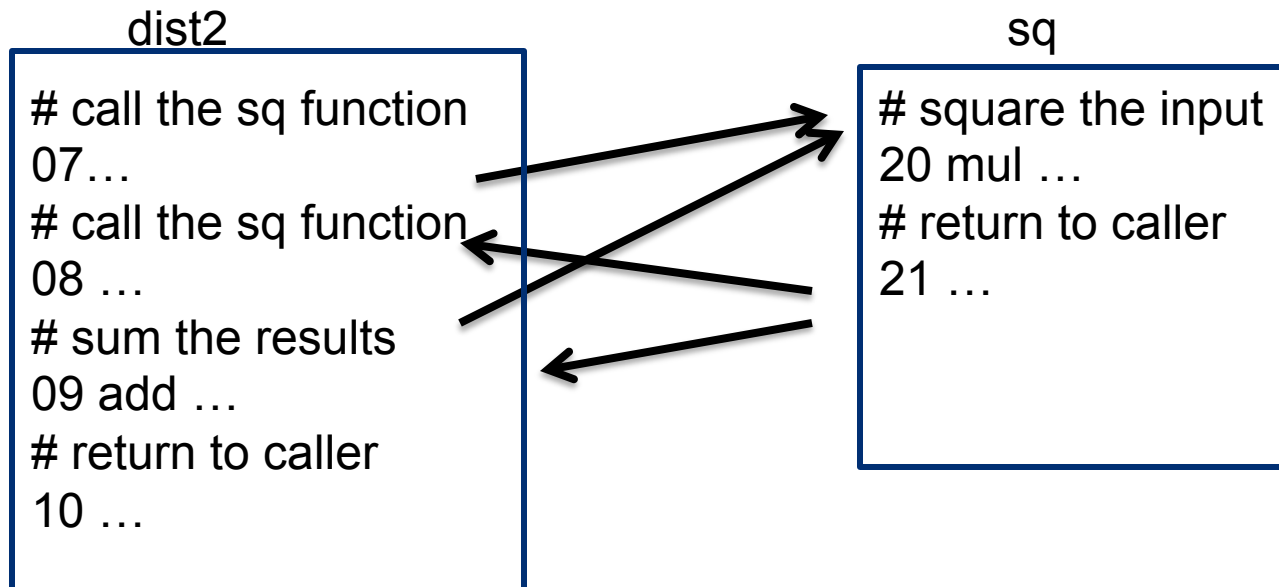 dist2
# call the sq function
07…
# call the sq function
08 …
# sum the results
09 add …
# return to caller
10 …
sq
# square the input
20 mul …
# return to caller
21 …